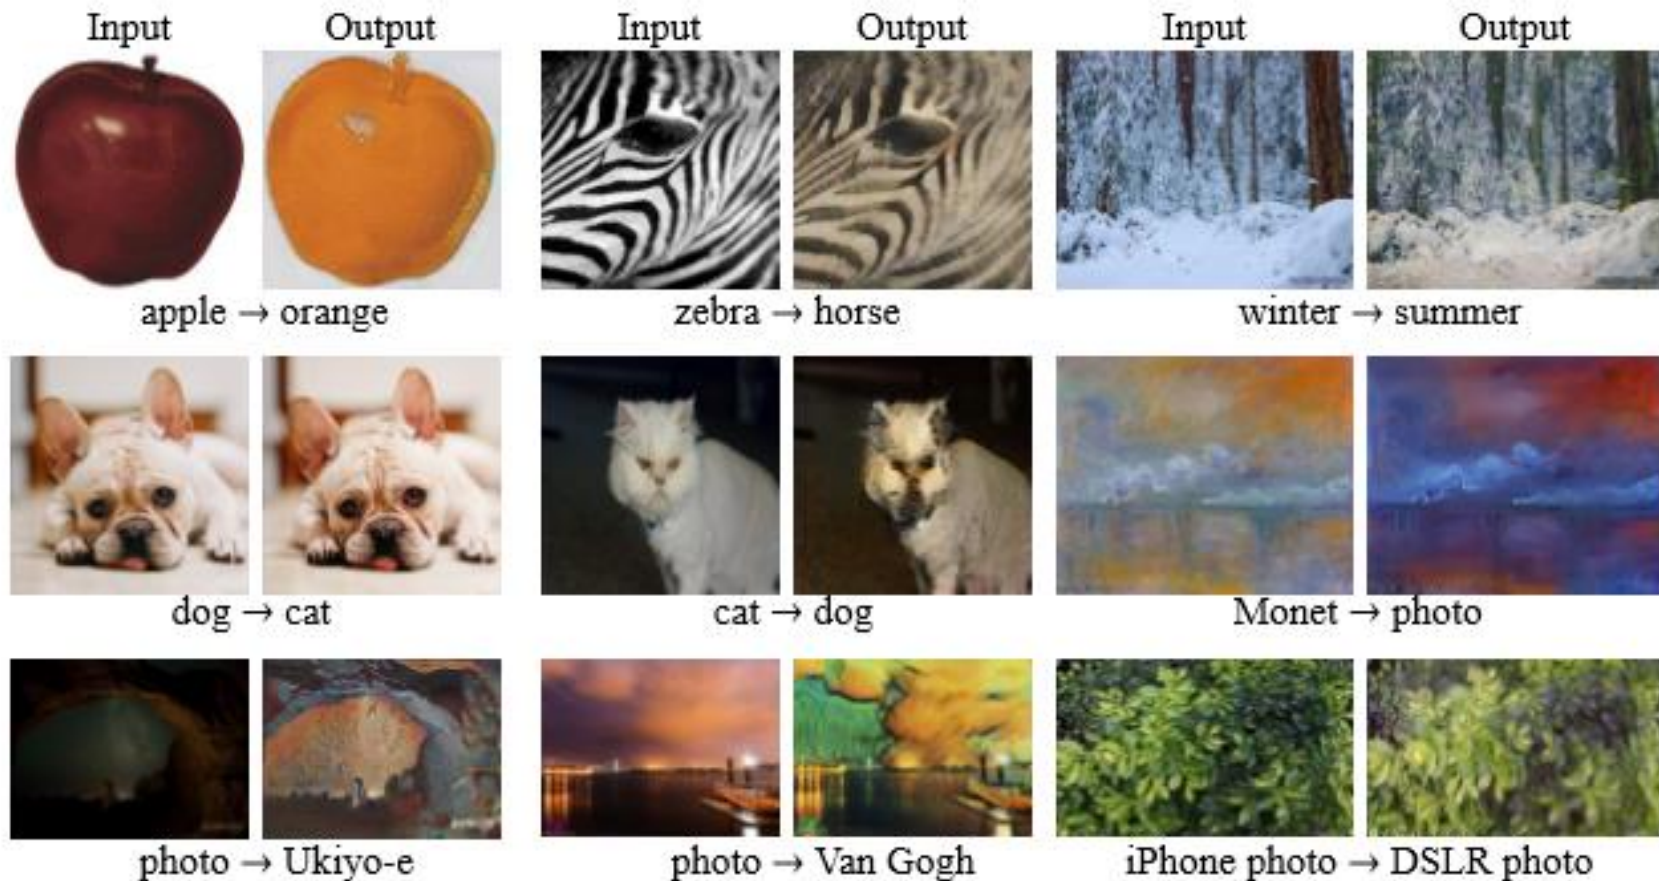 Input Output Input Output Input Output
apple → orange zebra → horse winter → summer
dog → cat cat → dog Monet → photo
photo → Ukiyo-e photo → Van Gogh iPhone photo → DSLR photo